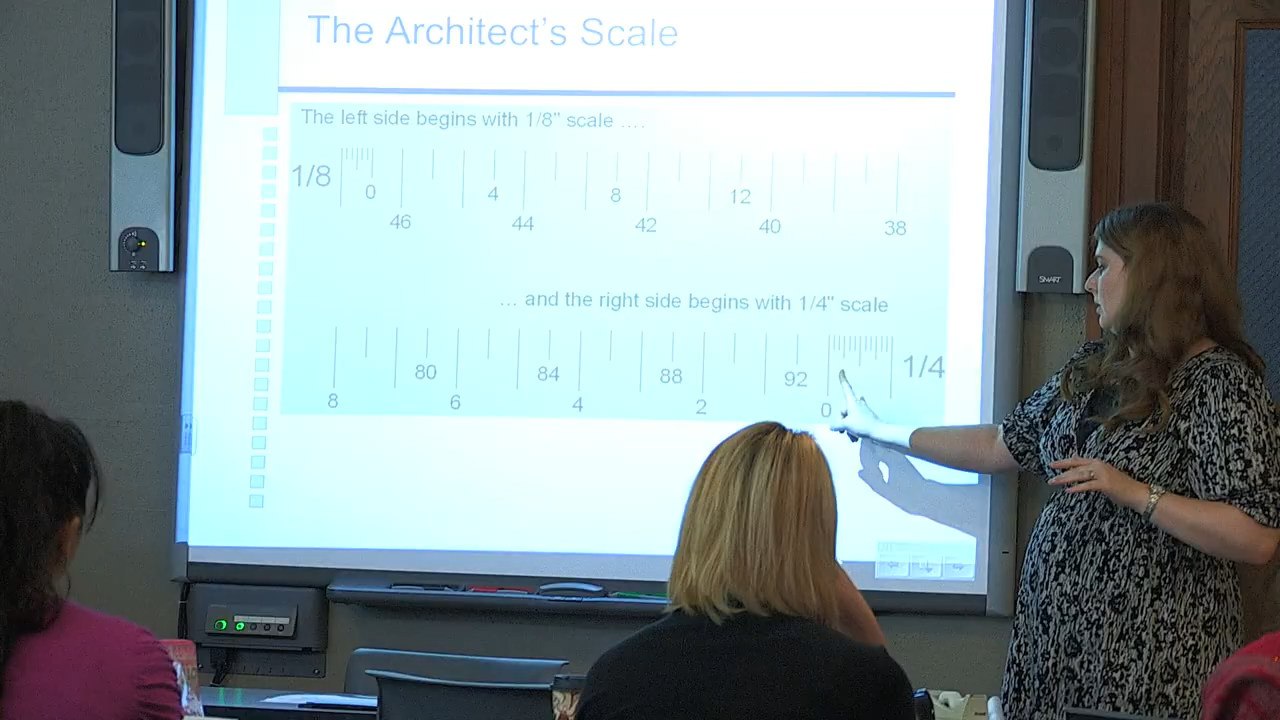 The Architect's Scale
The left side begins with 1/8" scale ....
1/8
0 4 8 12
46 44 42 40 38
... and the right side begins with 1/4" scale
80 84 88 92 1/4
8 6 4 2 0
SMART